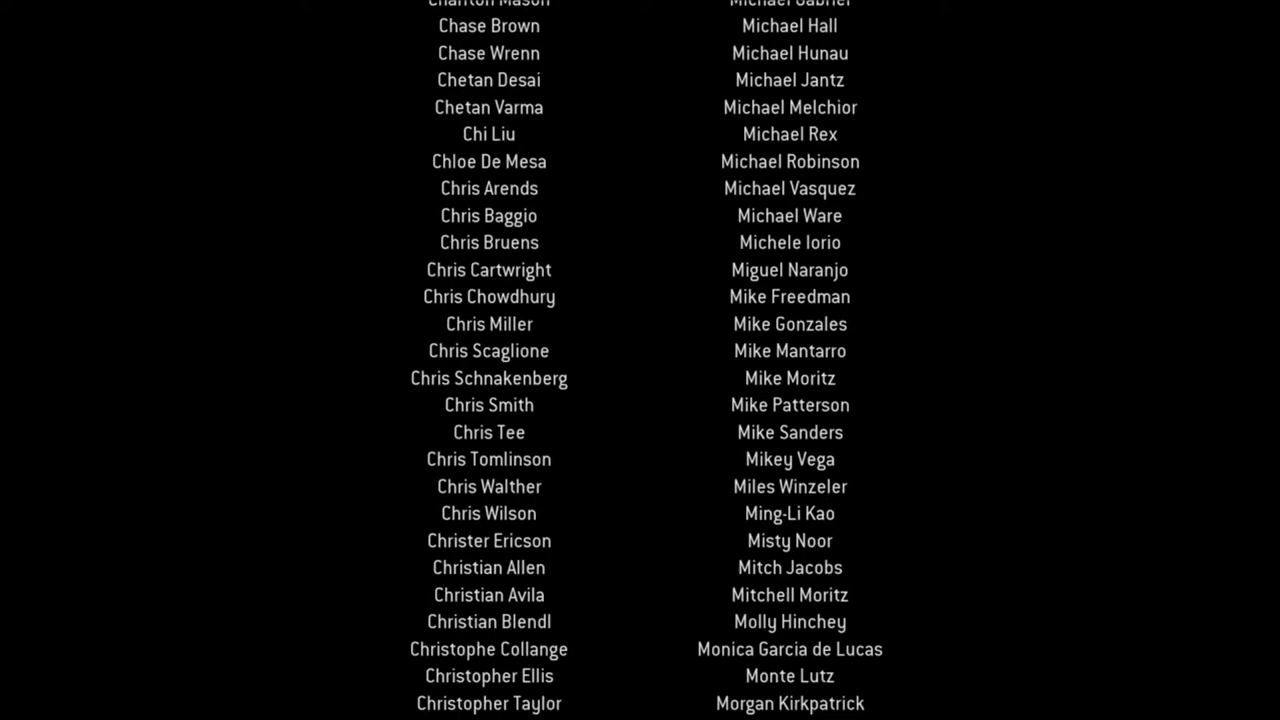 Charlton Mason
Chase Brown
Chase Wrenn
Chetan Desai
Chetan Varma
Chi Liu
Chloe De Mesa
Chris Arends
Chris Baggio
Chris Bruens
Chris Cartwright
Chris Chowdhury
Chris Miller
Chris Scaglione
Chris Schnakenberg
Chris Smith
Chris Tee
Chris Tomlinson
Chris Walther
Chris Wilson
Christer Ericson
Christian Allen
Christian Avila
Christian Blendl
Christophe Collange
Christopher Ellis
Christopher Taylor
Michael Gabriel
Michael Hall
Michael Hunau
Michael Jantz
Michael Melchior
Michael Rex
Michael Robinson
Michael Vasquez
Michael Ware
Michele Iorio
Miguel Naranjo
Mike Freedman
Mike Gonzales
Mike Mantarro
Mike Moritz
Mike Patterson
Mike Sanders
Mikey Vega
Miles Winzeler
Ming-Li Kao
Misty Noor
Mitch Jacobs
Mitchell Moritz
Molly Hinchey
Monica Garcia de Lucas
Monte Lutz
Morgan Kirkpatrick